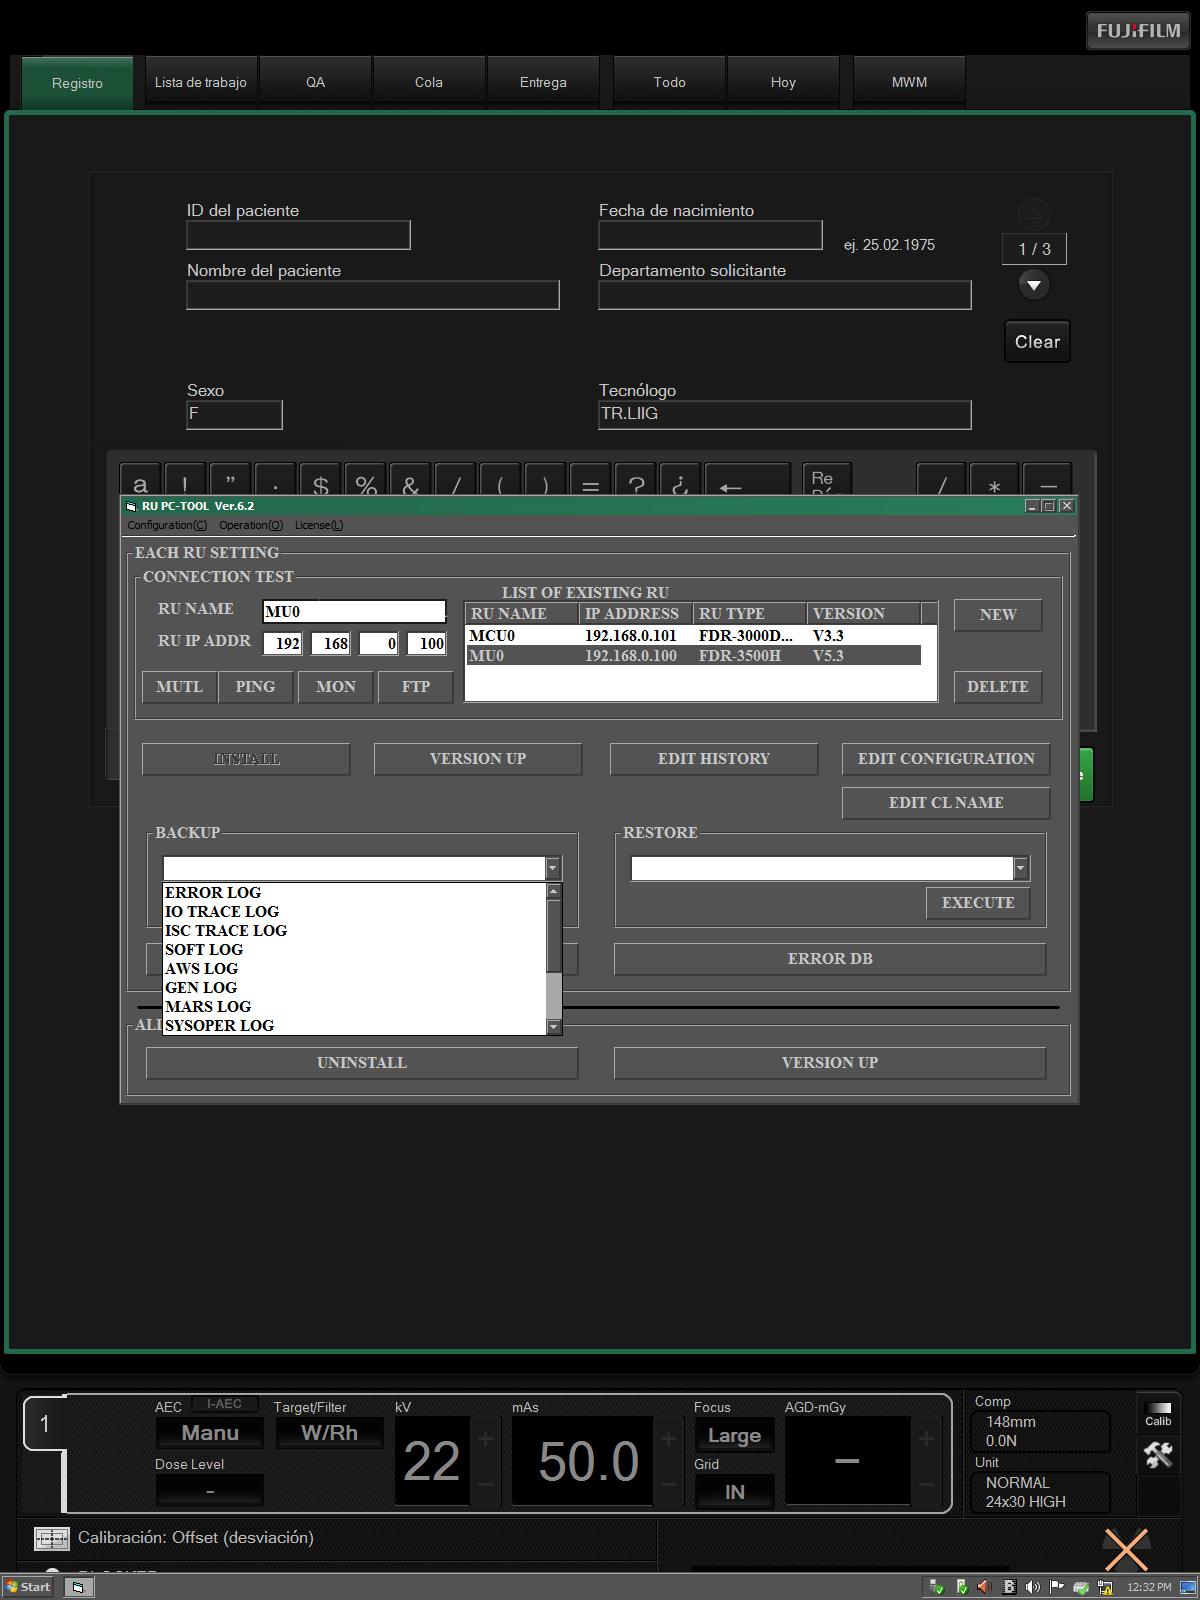 FUJIFILM
Registro Lista de trabajo QA Cola Entrega Todo Hoy MWM
ID del paciente Fecha de nacimiento
ej. 25.02.1975 1 / 3
Nombre del paciente Departamento solicitante
Clear
Sexo Tecnólogo
F TR.LIIG
a ! " . $ % & / ( ) = ? ¿ ← Re / * –
RU PC-TOOL Ver.6.2
Configuration(C) Operation(O) License(L)
EACH RU SETTING
CONNECTION TEST
LIST OF EXISTING RU
RU NAME MU0
RU NAME IP ADDRESS RU TYPE VERSION NEW
MCU0 192.168.0.101 FDR-3000D... V3.3
RU IP ADDR 192 168 0 100
MU0 192.168.0.100 FDR-3500H V5.3
MUTL PING MON FTP DELETE
INSTALL VERSION UP EDIT HISTORY EDIT CONFIGURATION
EDIT CL NAME
BACKUP RESTORE
ERROR LOG
IO TRACE LOG
ISC TRACE LOG
SOFT LOG
AWS LOG
GEN LOG
MARS LOG
SYSOPER LOG
EXECUTE
ERROR DB
UNINSTALL VERSION UP
1
AEC I-AEC Target/Filter kV mAs Focus AGD-mGy Comp
Manu W/Rh 22 50.0 Large – 148mm
0.0N
Calib
Dose Level Grid Unit
- IN NORMAL
24x30 HIGH
Calibración: Offset (desviación)
Start 12:32 PM